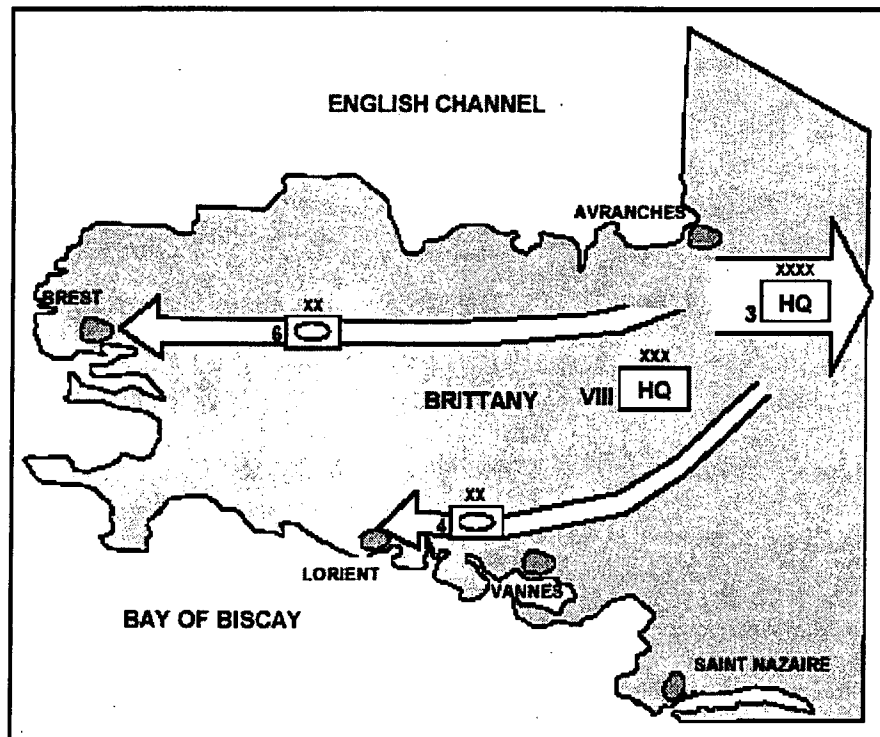 ENGLISH CHANNEL
AVRANCHES
XXXX
HQ
3
BREST
XX
6
XXX
BRITTANY
VIII
HQ
XX
4
LORIENT
VANNES
BAY OF BISCAY
SAINT NAZAIRE